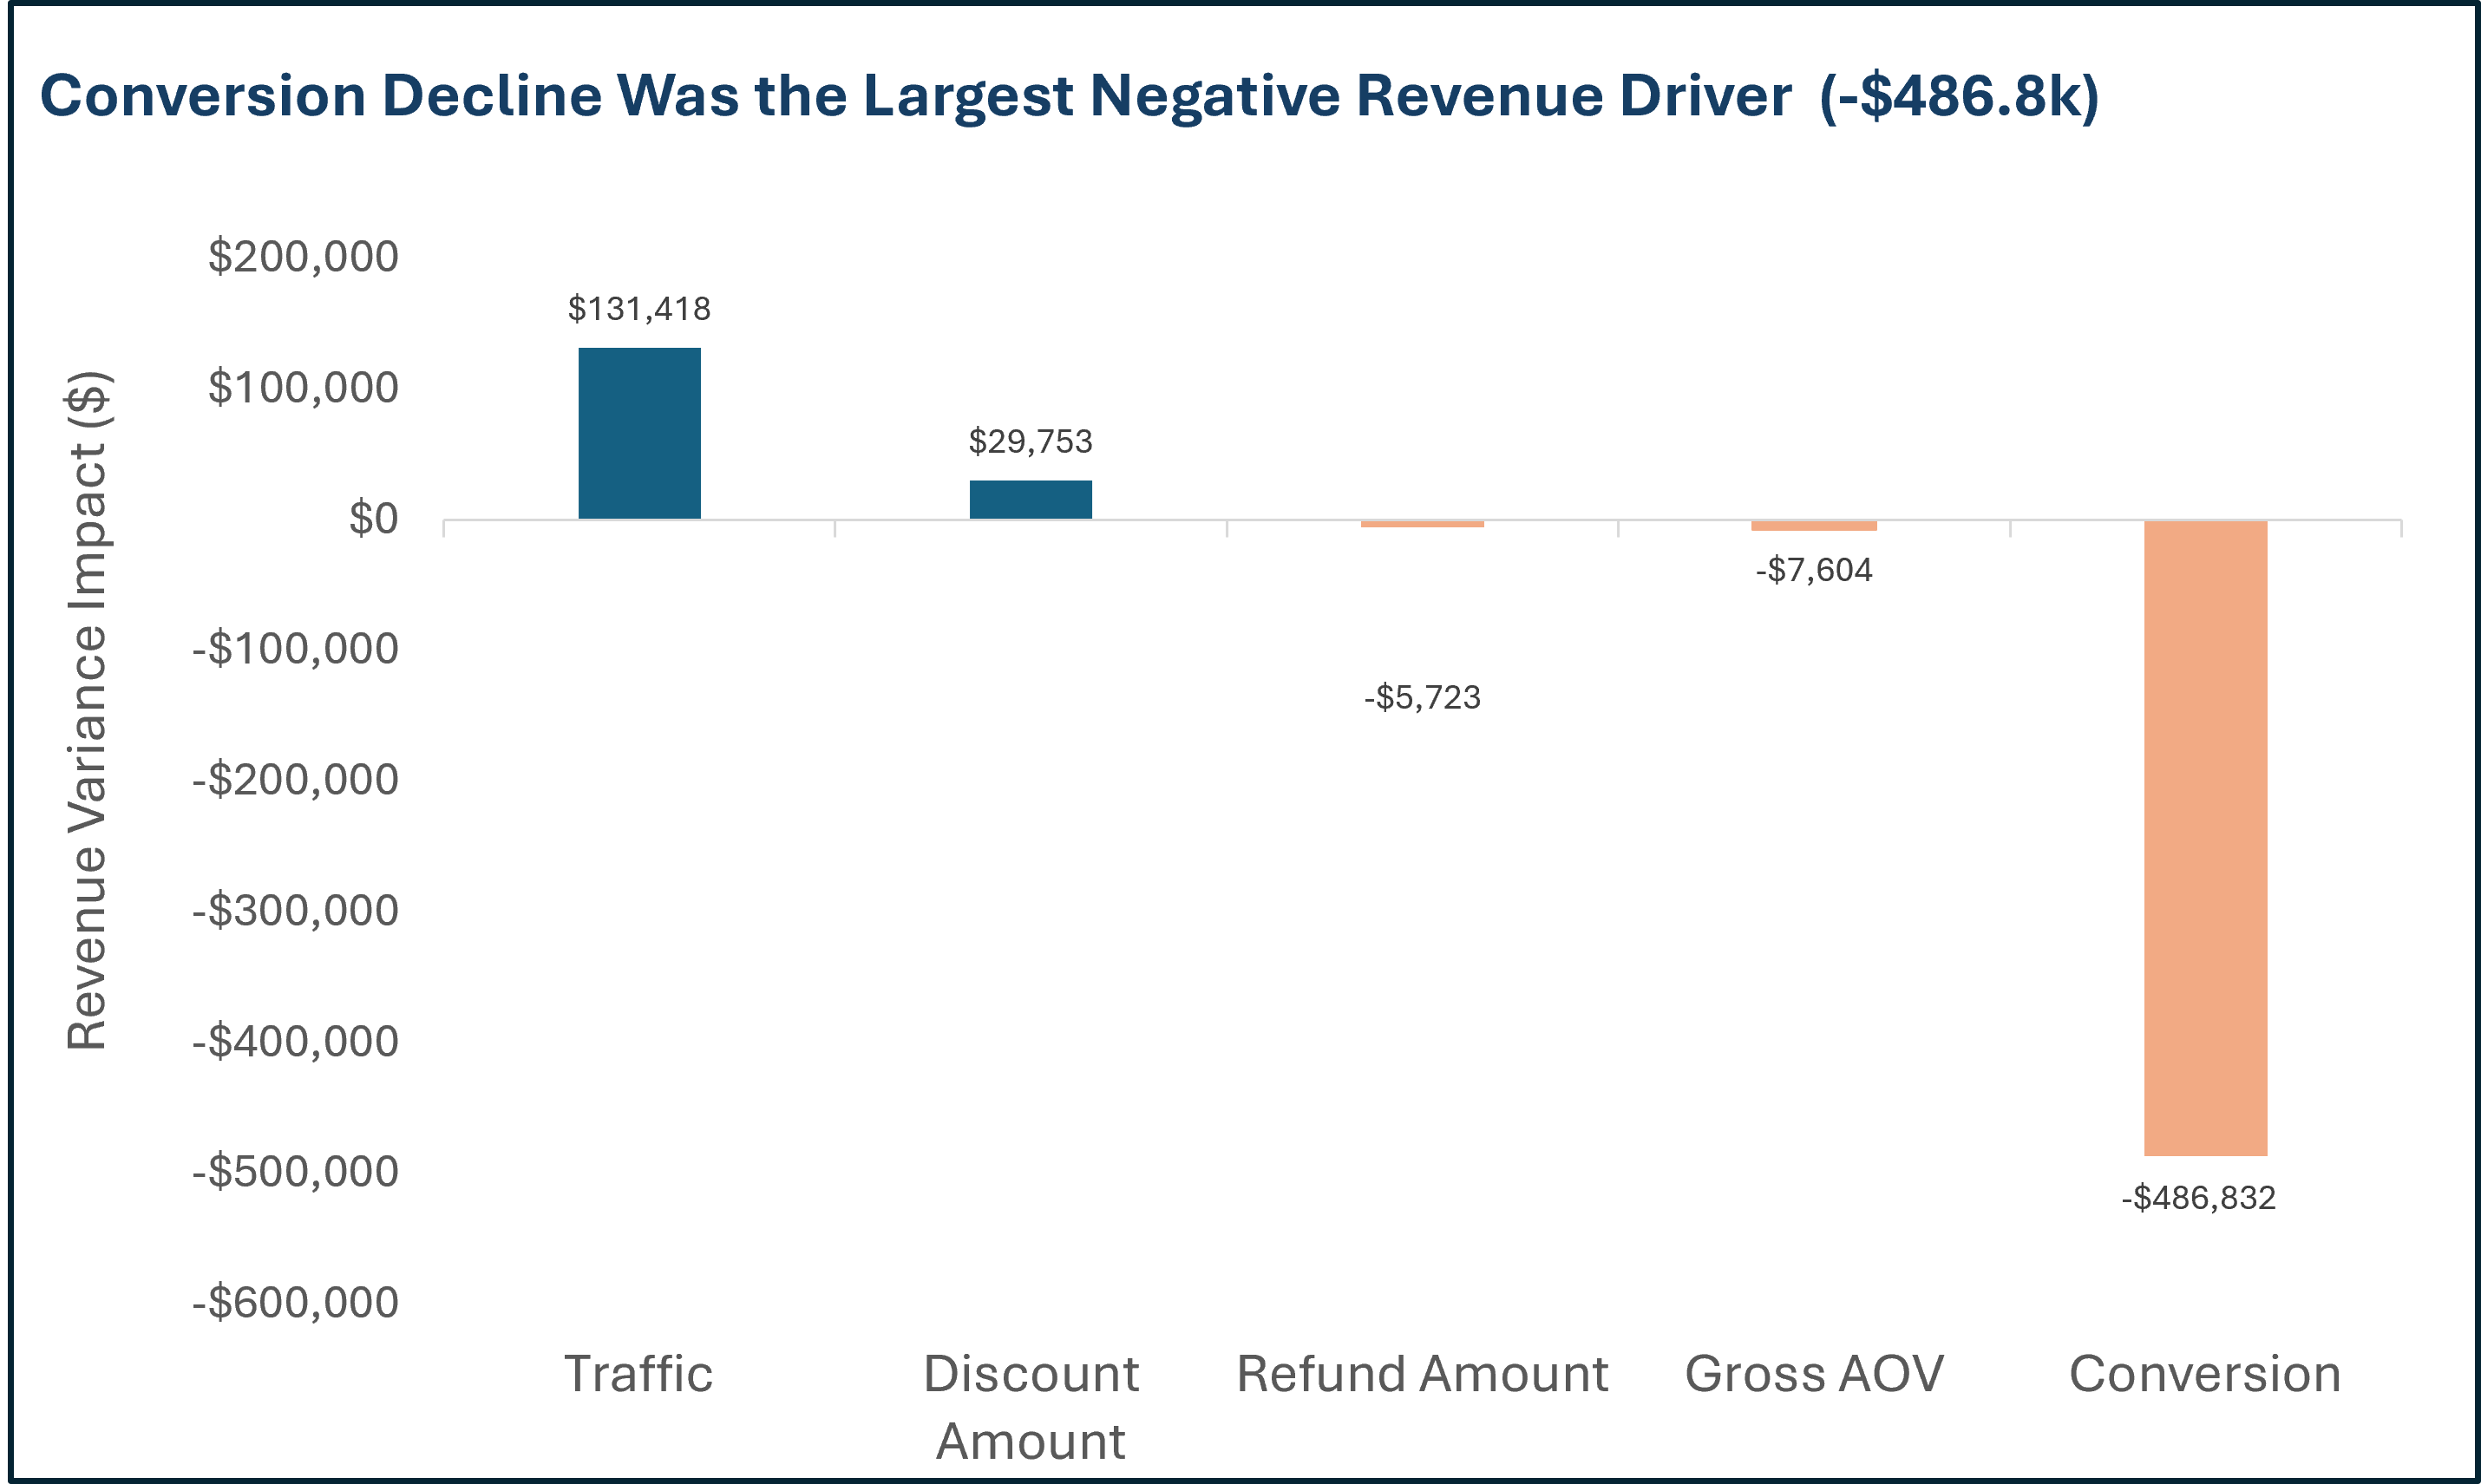 Conversion Decline Was the Largest Negative Revenue Driver (-$486.8k)
Revenue Variance Impact ($)
$200,000
$100,000
$0
-$100,000
-$200,000
-$300,000
-$400,000
-$500,000
-$600,000
$131,418
$29,753
-$5,723
-$7,604
-$486,832
Traffic
Discount
Amount
Refund Amount
Gross AOV
Conversion